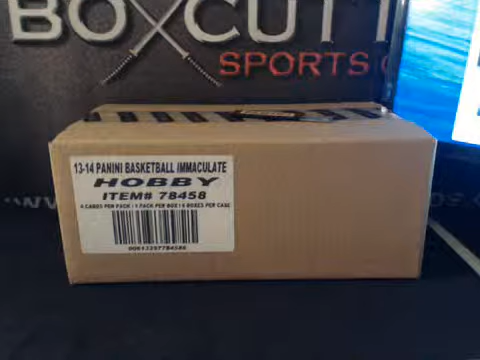 BOXCUTT
SPORTS
13-14 PANINI BASKETBALL IMMACULATE
HOBBY
ITEM# 78458
6 CARDS PER PACK / 1 PACK PER BOX / 6 BOXES PER CASE